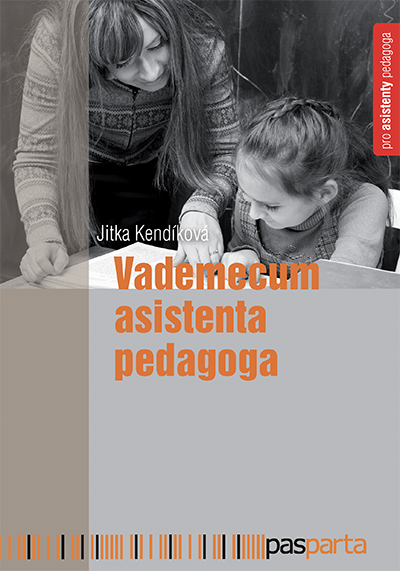 pro asistenty pedagoga
Jitka Kendíková
Vademecum
asistenta
pedagoga
pasparta